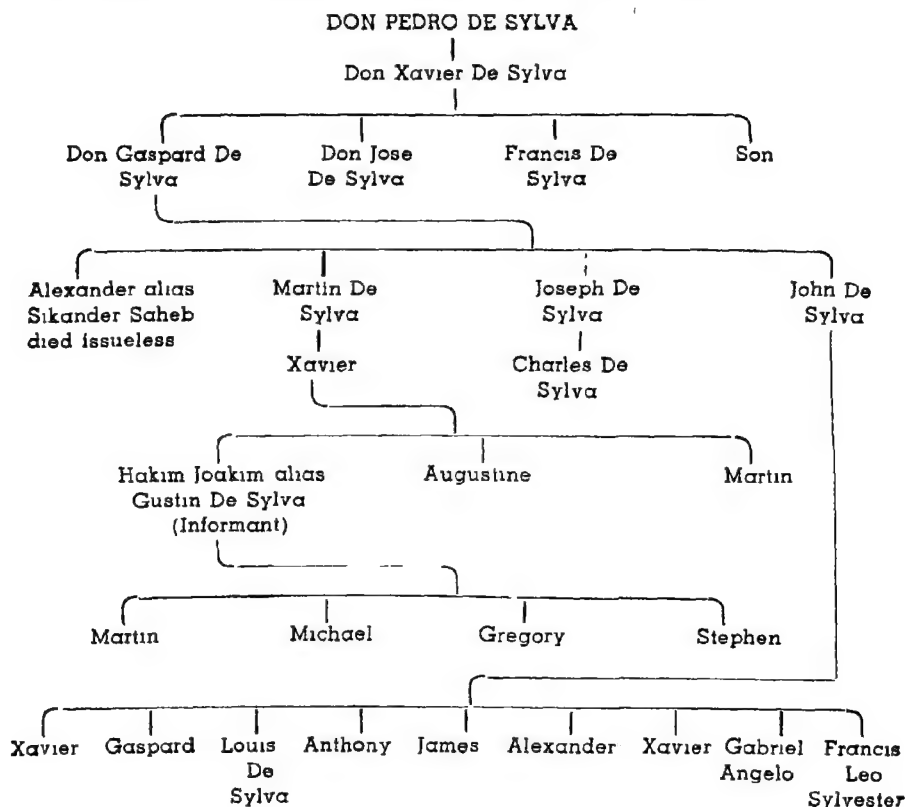 DON PEDRO DE SYLVA
Don Xavier De Sylva
Don Gaspard De
Sylva
Don Jose
De Sylva
Francis De
Sylva
Son
Alexander alias
Sikander Saheb
died issueless
Martin De
Sylva
Joseph De
Sylva
John De
Sylva
Xavier
Charles De
Sylva
Hakim Joakim alias
Gustin De Sylva
(Informant)
Augustine
Martin
Martin
Michael
Gregory
Stephen
Xavier
Gaspard
Louis
De
Sylva
Anthony
James
Alexander
Xavier
Gabriel
Angelo
Francis
Leo
Sylvester